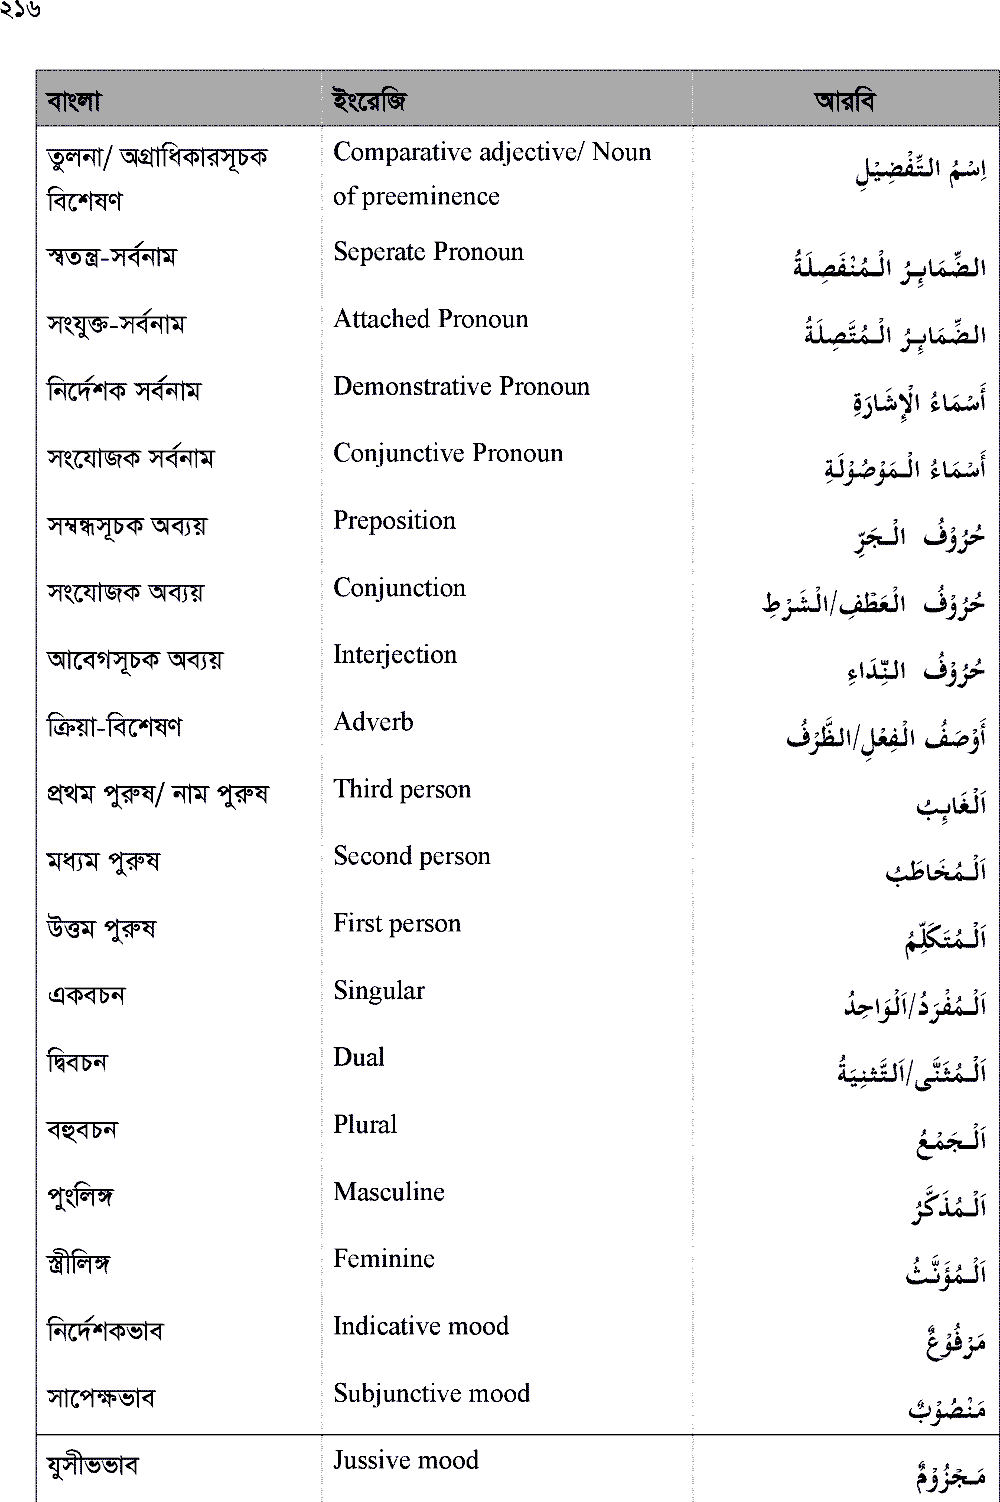 ২১৬
বাংলা ইংরেজি আরবি
তুলনা/ অগ্রাধিকারসূচক Comparative adjective/ Noun اِسْمُ التَّفْضِيْلِ
বিশেষণ of preeminence
স্বতন্ত্র-সর্বনাম Seperate Pronoun الضِّمَائِرُ الْمُنْفَصِلَةُ
সংযুক্ত-সর্বনাম Attached Pronoun الضِّمَائِرُ الْمُتَّصِلَةُ
নির্দেশক সর্বনাম Demonstrative Pronoun أَسْمَاءُ الْإِشَارَةِ
সংযোজক সর্বনাম Conjunctive Pronoun أَسْمَاءُ الْمَوْصُوْلَةِ
সম্বন্ধসূচক অব্যয় Preposition حُرُوْفُ الْجَرِّ
সংযোজক অব্যয় Conjunction حُرُوْفُ الْعَطْفِ/الْشَرْطِ
আবেগসূচক অব্যয় Interjection حُرُوْفُ النِّدَاءِ
ক্রিয়া-বিশেষণ Adverb أَوْصَفُ الْفِعْلِ/الظَّرْفُ
প্রথম পুরুষ/ নাম পুরুষ Third person اَلْغَائِبُ
মধ্যম পুরুষ Second person اَلْمُخَاطَبُ
উত্তম পুরুষ First person اَلْمُتَكَلِّمُ
একবচন Singular اَلْمُفْرَدُ/اَلْوَاحِدُ
দ্বিবচন Dual اَلْمُثَنَّى/اَلتَّثنِيَةُ
বহুবচন Plural اَلْجَمْعُ
পুংলিঙ্গ Masculine اَلْمُذَكَّرُ
স্ত্রীলিঙ্গ Feminine اَلْمُؤَنَّثُ
নির্দেশকভাব Indicative mood مَرْفُوْعٌ
সাপেক্ষভাব Subjunctive mood مَنْصُوْبٌ
যুসীভভাব Jussive mood مَجْزُوْمٌ